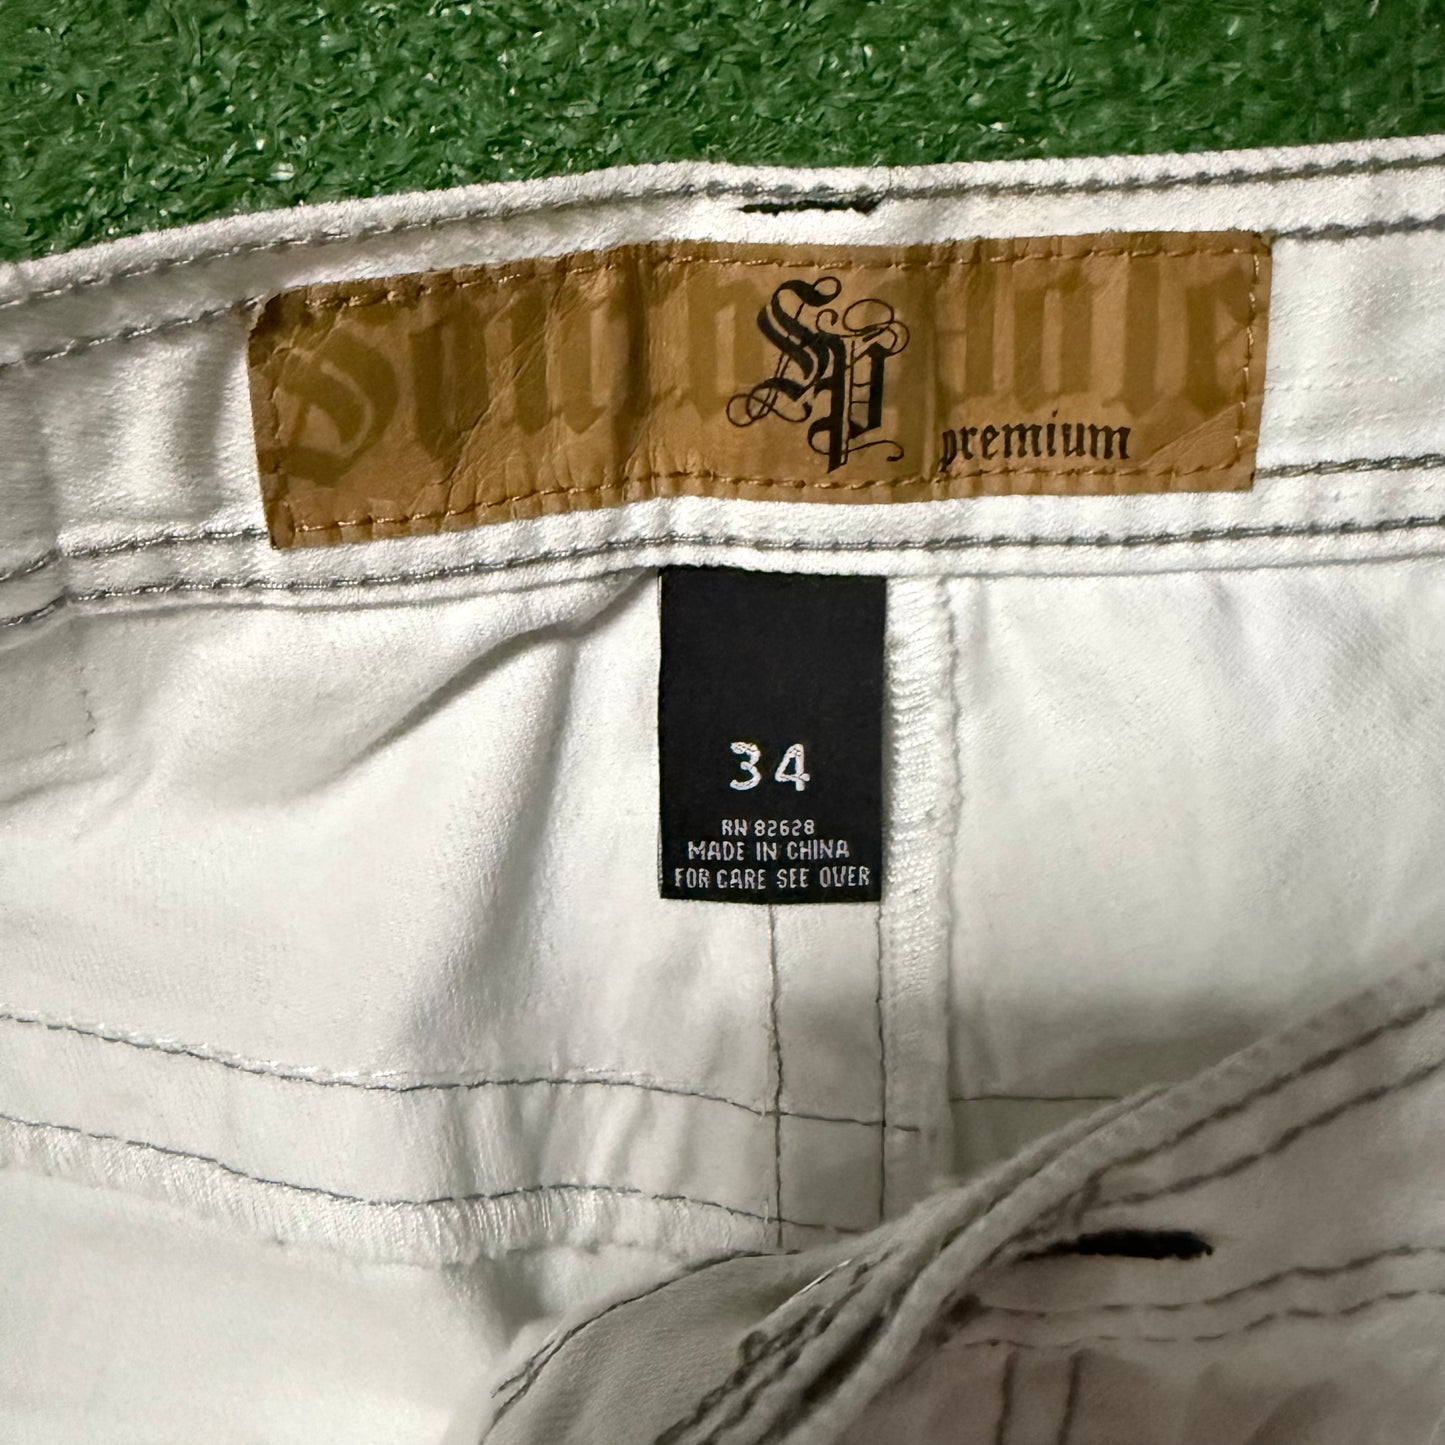 SP
premium
34
RN 82628
MADE IN CHINA
FOR CARE SEE OVER